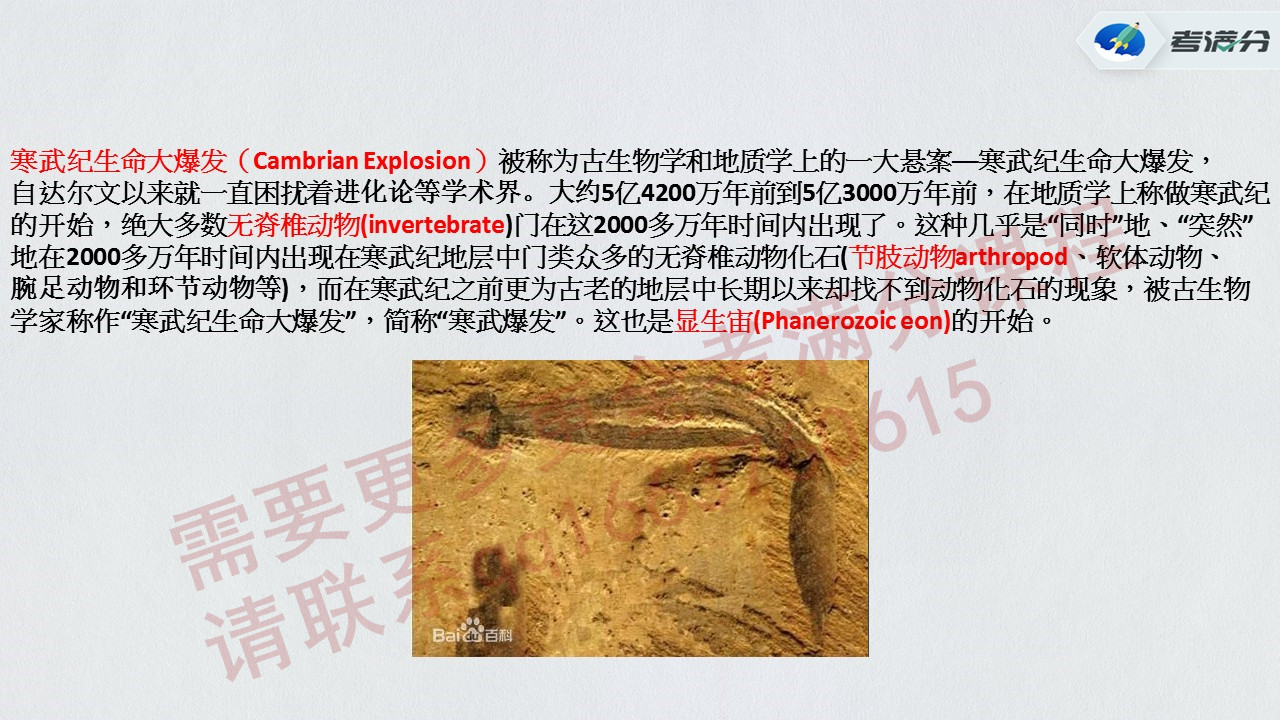 考满分
寒武纪生命大爆发（Cambrian Explosion）被称为古生物学和地质学上的一大悬案—寒武纪生命大爆发，
自达尔文以来就一直困扰着进化论等学术界。大约5亿4200万年前到5亿3000万年前，在地质学上称做寒武纪
的开始，绝大多数无脊椎动物(invertebrate)门在这2000多万年时间内出现了。这种几乎是“同时”地、“突然”
地在2000多万年时间内出现在寒武纪地层中门类众多的无脊椎动物化石(节肢动物arthropod、软体动物、
腕足动物和环节动物等)，而在寒武纪之前更为古老的地层中长期以来却找不到动物化石的现象，被古生物
学家称作“寒武纪生命大爆发”，简称“寒武爆发”。这也是显生宙(Phanerozoic eon)的开始。
需要更多 考满分课程
请联系qq 615
Bai百科